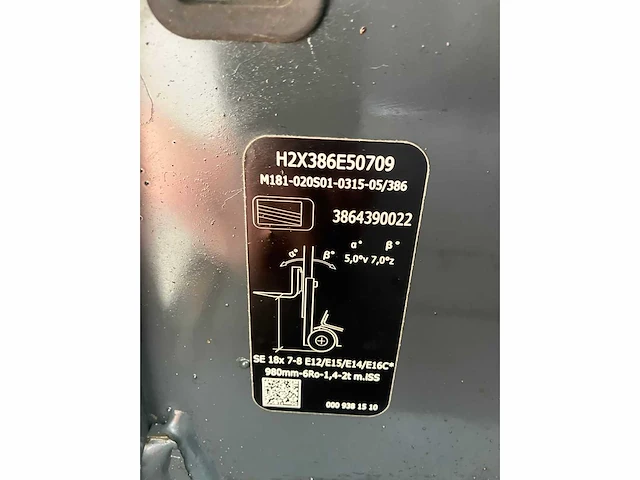 H2X386E50709
M181-020S01-0315-05/386
3864390022
α° β°
α° β°
5,0°v 7,0°z
SE 18x 7-8 E12/E15/E14/E16C*
980mm-6Ro-1,4-2t m.ISS
000 938 15 10